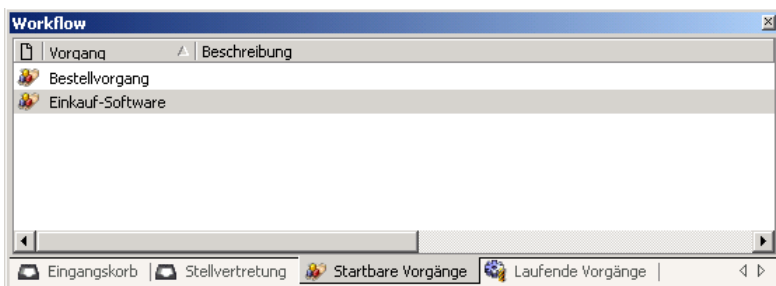 Workflow
Vorgang Beschreibung
Bestellvorgang
Einkauf-Software
Eingangskorb Stellvertretung Startbare Vorgänge Laufende Vorgänge